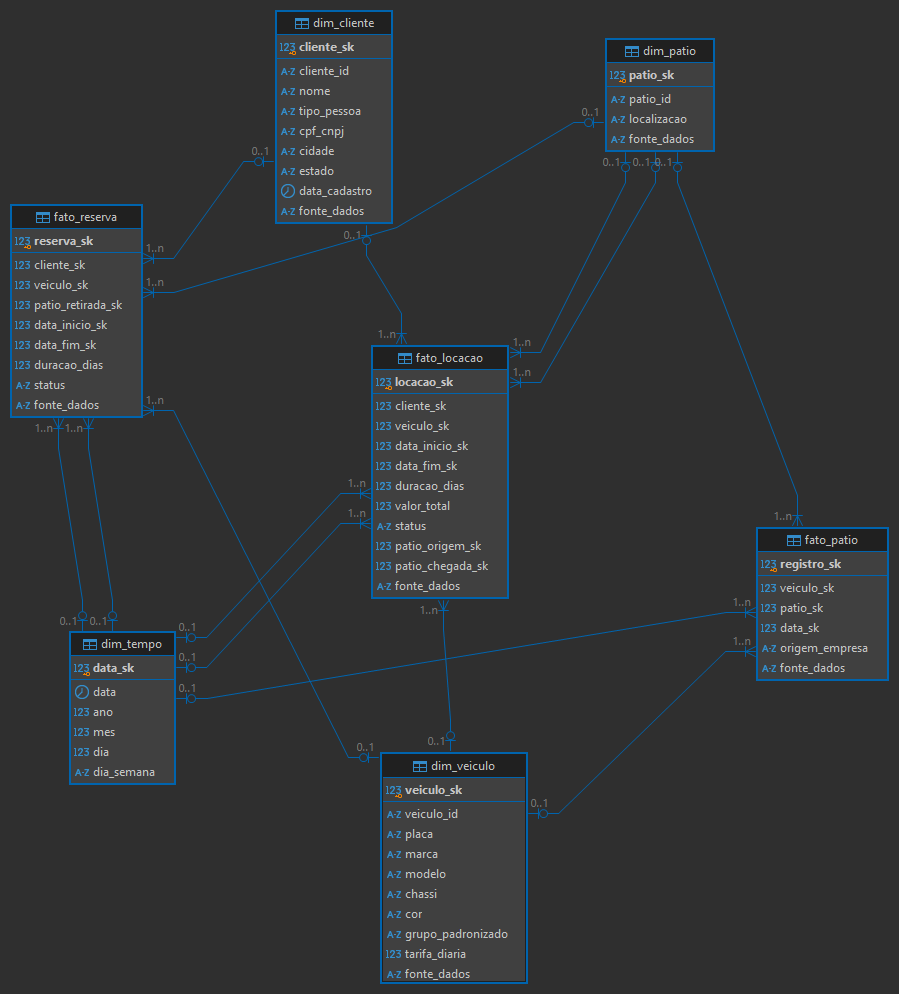 dim_cliente
123 cliente_sk
A-Z cliente_id
A-Z nome
A-Z tipo_pessoa
A-Z cpf_cnpj
A-Z cidade
A-Z estado
data_cadastro
A-Z fonte_dados
dim_patio
123 patio_sk
A-Z patio_id
A-Z localizacao
A-Z fonte_dados
fato_reserva
123 reserva_sk
123 cliente_sk
123 veiculo_sk
123 patio_retirada_sk
123 data_inicio_sk
123 data_fim_sk
123 duracao_dias
A-Z status
A-Z fonte_dados
fato_locacao
123 locacao_sk
123 cliente_sk
123 veiculo_sk
123 data_inicio_sk
123 data_fim_sk
123 duracao_dias
123 valor_total
A-Z status
123 patio_origem_sk
123 patio_chegada_sk
A-Z fonte_dados
fato_patio
123 registro_sk
123 veiculo_sk
123 patio_sk
123 data_sk
A-Z origem_empresa
A-Z fonte_dados
dim_tempo
123 data_sk
data
123 ano
123 mes
123 dia
A-Z dia_semana
dim_veiculo
123 veiculo_sk
A-Z veiculo_id
A-Z placa
A-Z marca
A-Z modelo
A-Z chassi
A-Z cor
A-Z grupo_padronizado
123 tarifa_diaria
A-Z fonte_dados
0..1
0..1
0..1
0..1
0..1
0..1
1..n
1..n
1..n
1..n
1..n
1..n
1..n
1..n
1..n
1..n
1..n
1..n
1..n
1..n
0..1
0..1
0..1
0..1
0..1
0..1
0..1
0..1